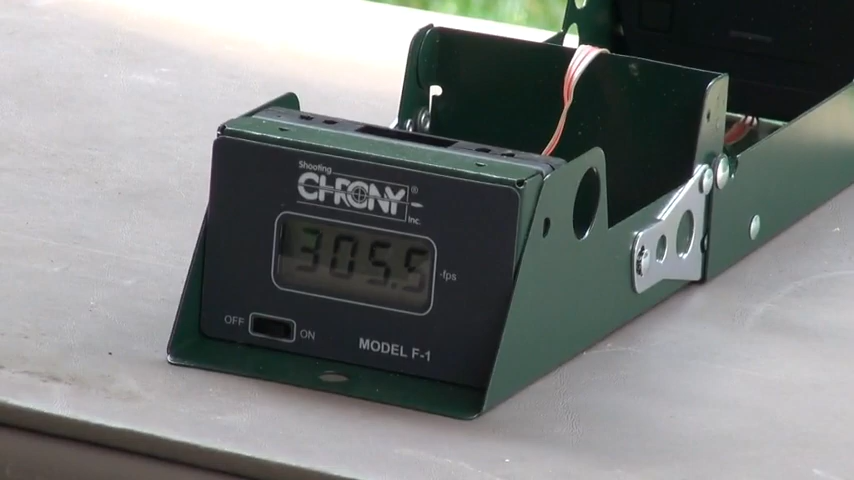 Shooting
CHRONY®
Inc.
305.5 -fps
OFF ON
MODEL F-1